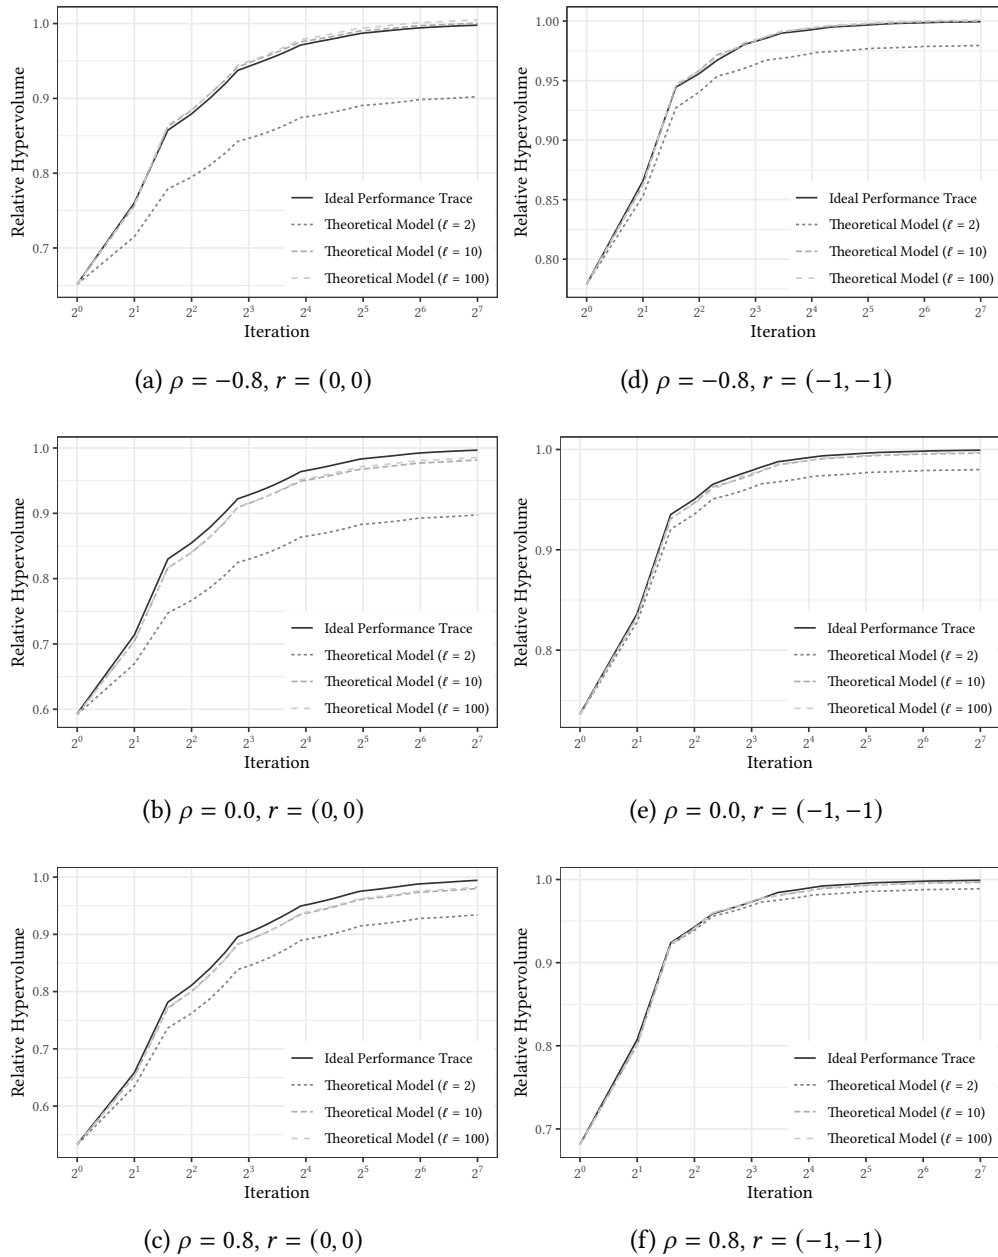 Relative Hypervolume
1.0
0.9
0.8
0.7
Ideal Performance Trace
Theoretical Model (ℓ = 2)
Theoretical Model (ℓ = 10)
Theoretical Model (ℓ = 100)
2⁰ 2¹ 2² 2³ 2⁴ 2⁵ 2⁶ 2⁷
Iteration
(a) ρ = −0.8, r = (0, 0)
Relative Hypervolume
1.00
0.95
0.90
0.85
0.80
Ideal Performance Trace
Theoretical Model (ℓ = 2)
Theoretical Model (ℓ = 10)
Theoretical Model (ℓ = 100)
2⁰ 2¹ 2² 2³ 2⁴ 2⁵ 2⁶ 2⁷
Iteration
(d) ρ = −0.8, r = (−1, −1)
Relative Hypervolume
1.0
0.9
0.8
0.7
0.6
Ideal Performance Trace
Theoretical Model (ℓ = 2)
Theoretical Model (ℓ = 10)
Theoretical Model (ℓ = 100)
2⁰ 2¹ 2² 2³ 2⁴ 2⁵ 2⁶ 2⁷
Iteration
(b) ρ = 0.0, r = (0, 0)
Relative Hypervolume
1.0
0.9
0.8
Ideal Performance Trace
Theoretical Model (ℓ = 2)
Theoretical Model (ℓ = 10)
Theoretical Model (ℓ = 100)
2⁰ 2¹ 2² 2³ 2⁴ 2⁵ 2⁶ 2⁷
Iteration
(e) ρ = 0.0, r = (−1, −1)
Relative Hypervolume
1.0
0.9
0.8
0.7
0.6
Ideal Performance Trace
Theoretical Model (ℓ = 2)
Theoretical Model (ℓ = 10)
Theoretical Model (ℓ = 100)
2⁰ 2¹ 2² 2³ 2⁴ 2⁵ 2⁶ 2⁷
Iteration
(c) ρ = 0.8, r = (0, 0)
Relative Hypervolume
1.0
0.9
0.8
0.7
Ideal Performance Trace
Theoretical Model (ℓ = 2)
Theoretical Model (ℓ = 10)
Theoretical Model (ℓ = 100)
2⁰ 2¹ 2² 2³ 2⁴ 2⁵ 2⁶ 2⁷
Iteration
(f) ρ = 0.8, r = (−1, −1)